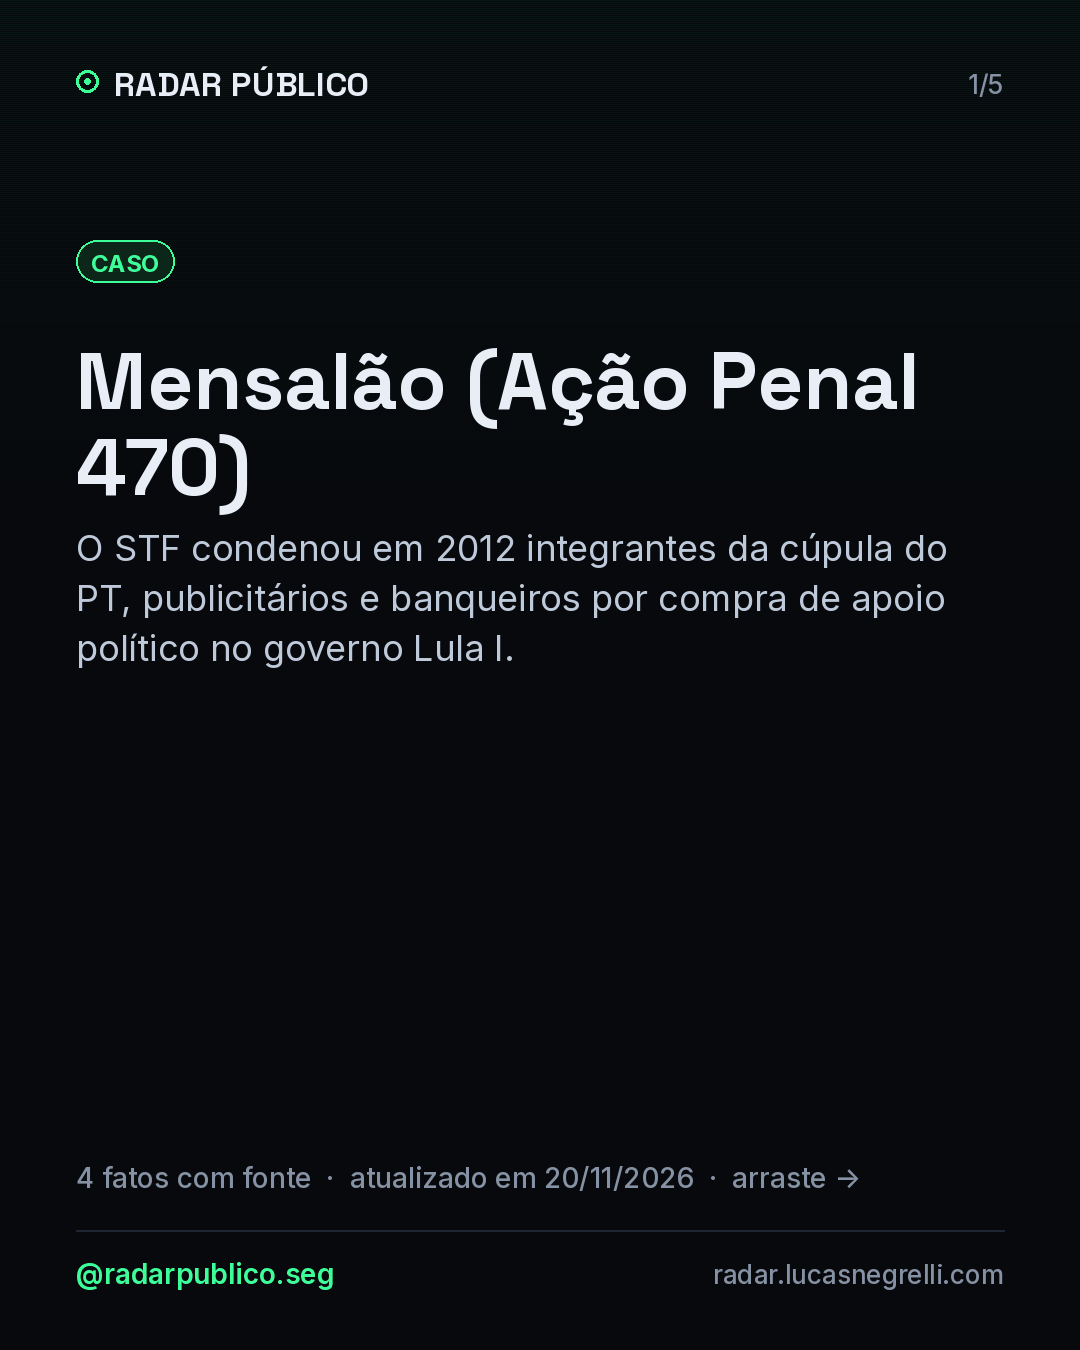 RADAR PÚBLICO
1/5
CASO
Mensalão (Ação Penal
470)
O STF condenou em 2012 integrantes da cúpula do
PT, publicitários e banqueiros por compra de apoio
político no governo Lula I.
4 fatos com fonte · atualizado em 20/11/2026 · arraste →
@radarpublico.seg
radar.lucasnegrelli.com